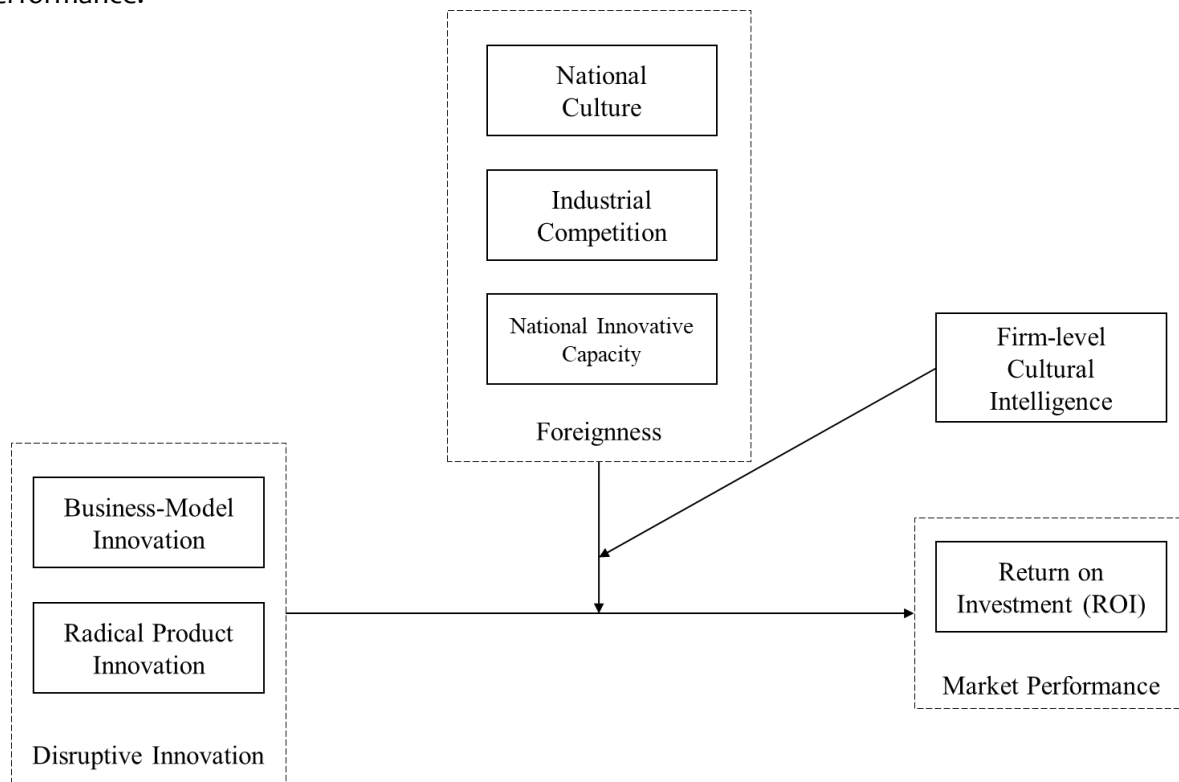 National
Culture
Industrial
Competition
National Innovative
Capacity
Foreignness
Firm-level
Cultural
Intelligence
Business-Model
Innovation
Radical Product
Innovation
Disruptive Innovation
Return on
Investment (ROI)
Market Performance